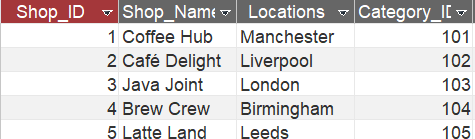 Shop_ID Shop_Name Locations Category_ID
1 Coffee Hub Manchester 101
2 Café Delight Liverpool 102
3 Java Joint London 103
4 Brew Crew Birmingham 104
5 Latte Land Leeds 105